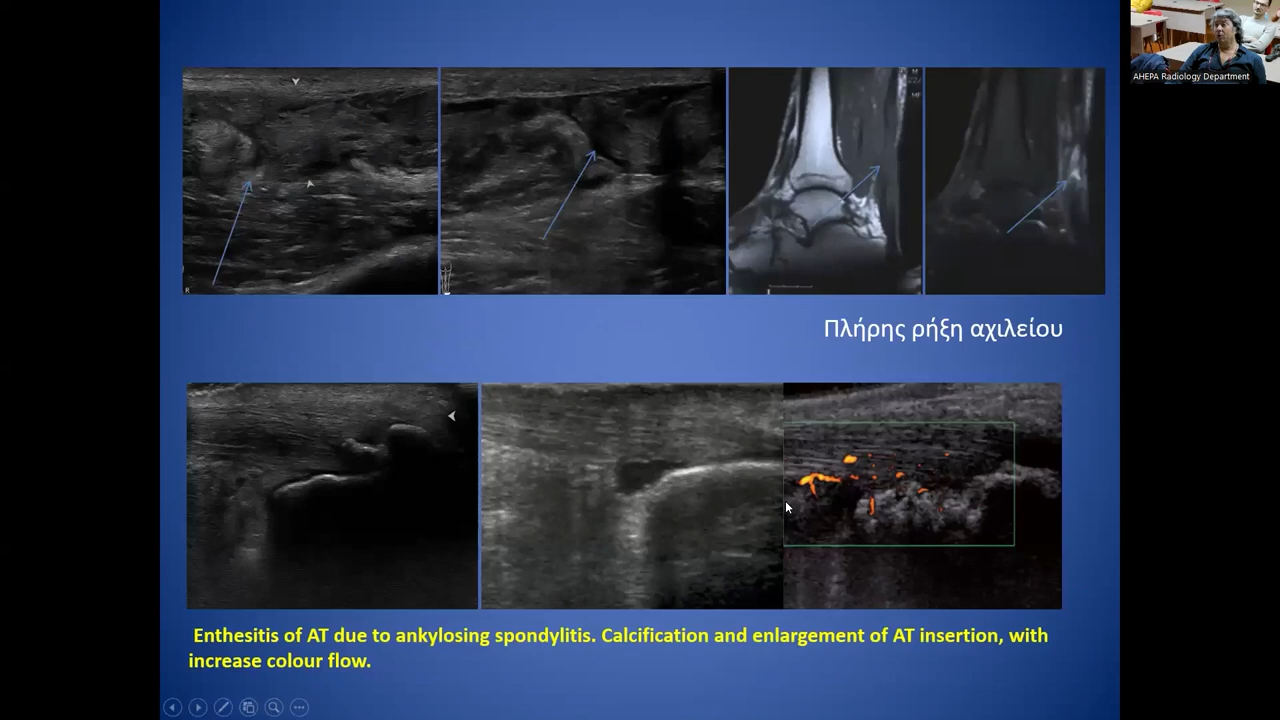 AHEPA Radiology Department
Πλήρης ρήξη αχιλείου
Enthesitis of AT due to ankylosing spondylitis. Calcification and enlargement of AT insertion, with
increase colour flow.